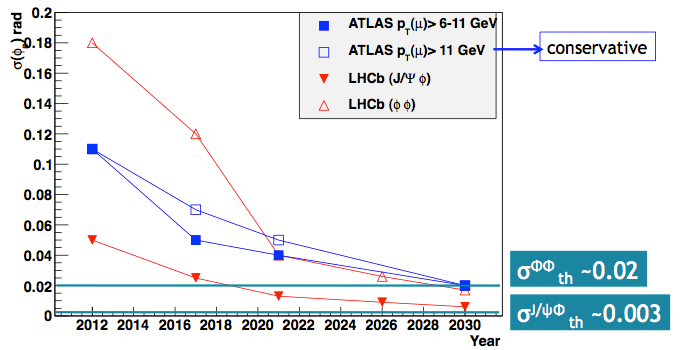 σ(ϕs) rad
0.2
0.18
0.16
0.14
0.12
0.1
0.08
0.06
0.04
0.02
0
2012 2014 2016 2018 2020 2022 2024 2026 2028 2030
Year
ATLAS pT(μ)> 6-11 GeV
ATLAS pT(μ)> 11 GeV
LHCb (J/Ψ ϕ)
LHCb (ϕ ϕ)
conservative
σΦΦth ~0.02
σJ/ψΦth ~0.003